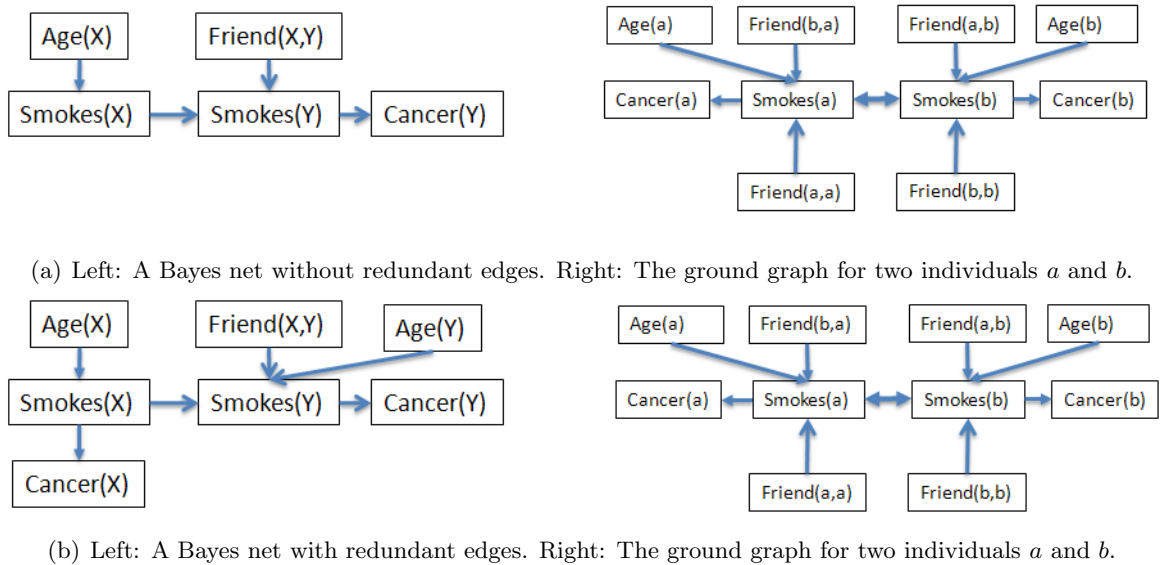 Age(X) Friend(X,Y)
Smokes(X) Smokes(Y) Cancer(Y)
Age(a) Friend(b,a) Friend(a,b) Age(b)
Cancer(a) Smokes(a) Smokes(b) Cancer(b)
Friend(a,a) Friend(b,b)
(a) Left: A Bayes net without redundant edges. Right: The ground graph for two individuals a and b.
Age(X) Friend(X,Y) Age(Y)
Smokes(X) Smokes(Y) Cancer(Y)
Cancer(X)
Age(a) Friend(b,a) Friend(a,b) Age(b)
Cancer(a) Smokes(a) Smokes(b) Cancer(b)
Friend(a,a) Friend(b,b)
(b) Left: A Bayes net with redundant edges. Right: The ground graph for two individuals a and b.